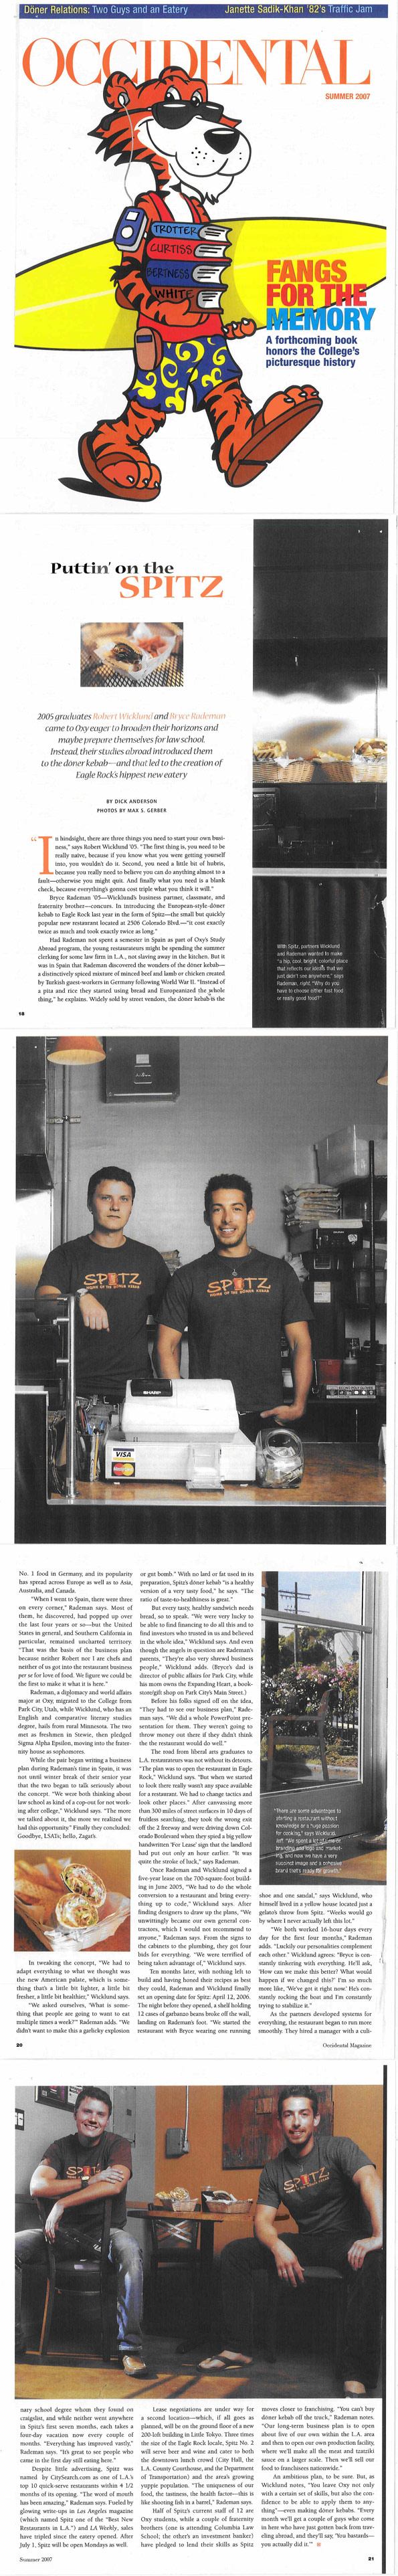 Döner Relations: Two Guys and an Eatery
Janette Sadik-Khan '82's Traffic Jam
OCCIDENTAL
SUMMER 2007
TROTTER
CURTISS
BERTNESS
WHITE
FANGS
FOR THE
MEMORY
A forthcoming book
honors the College's
picturesque history
Puttin' on the
SPITZ
2005 graduates Robert Wicklund and Bryce Rademan
came to Oxy eager to broaden their horizons and
maybe prepare themselves for law school.
Instead, their studies abroad introduced them
to the döner kebab—and that led to the creation of
Eagle Rock's hippest new eatery
BY DICK ANDERSON
PHOTOS BY MAX S. GERBER
"In hindsight, there are three things you need to start your own busi-
ness," says Robert Wicklund '05. "The first thing is, you need to be
really naive, because if you know what you were getting yourself
into, you wouldn't do it. Second, you need a little bit of hubris,
because you really need to believe you can do anything almost to a
fault—otherwise you might quit. And finally what you need is a blank
check, because everything's gonna cost triple what you think it will."
Bryce Rademan '05—Wicklund's business partner, classmate, and
fraternity brother—concurs. In introducing the European-style döner
kebab to Eagle Rock last year in the form of Spitz—the small but quickly
popular new restaurant located at 2506 Colorado Blvd.—"it cost exactly
twice as much and took exactly twice as long."
Had Rademan not spent a semester in Spain as part of Oxy's Study
Abroad program, the young restaurateurs might be spending the summer
clerking for some law firm in L.A., not slaving away in the kitchen. But it
was in Spain that Rademan discovered the wonders of the döner kebab—
a distinctively spiced mixture of sliced beef and lamb or chicken created
by Turkish guest-workers in Germany following World War II. "Instead of
a pita and rice they started using bread and Europeanized the whole
thing," he explains. Widely sold by street vendors, the döner kebab is the
With Spitz, partners Wicklund
and Rademan wanted to make
"a hip, cool, bright, colorful place
that reflects our ideals that we
just didn't see anywhere," says
Rademan, right. "Why do you
have to choose either fast food
or really good food?"
18
SPITZ
HOME OF THE DONER KEBAB
SPITZ
HOME OF THE DONER KEBAB
SHARP
VISA
MasterCard
No. 1 food in Germany, and its popularity
has spread across Europe as well as to Asia,
Australia, and Canada.
"When I went to Spain, there were three
on every corner," Rademan says. Most of
them, he discovered, had popped up over
the last four years or so—but the United
States in general, and Southern California in
particular, remained uncharted territory.
"That was the basis of the business plan
because neither Rob nor I are chefs and
neither of us got into the restaurant business
per se for love of food. We figure we could be
the first to make it what it is here."
Rademan, a diplomacy and world affairs
major at Oxy, migrated to the College from
Park City, Utah, while Wicklund, who has an
English and comparative literary studies
degree, hails from rural Minnesota. The two
met as freshmen in Stewie, then pledged
Sigma Alpha Epsilon, moving into the frater-
nity house as sophomores.
While the pair began writing a business
plan during Rademan's time in Spain, it was
not until winter break of their senior year
that the two began to talk seriously about
the concept. "We were both thinking about
law school as kind of a cop-out for not work-
ing after college," Wicklund says. "The more
we talked about it, the more we realized we
had this opportunity." Finally they concluded:
Goodbye, LSATs; hello, Zagat's.
In tweaking the concept, "We had to
adapt everything to what we thought was
the new American palate, which is some-
thing that's a little bit lighter, a little bit
fresher, a little bit healthier," Wicklund says.
"We asked ourselves, 'What is some-
thing that people are going to want to eat
multiple times a week?'" Rademan adds. "We
didn't want to make this a garlicky explosion
20
or gut bomb." With no lard or fat used in its
preparation, Spitz's döner kebab "is a healthy
version of a very tasty food," he says. "The
ratio of taste-to-healthiness is great."
But every tasty, healthy sandwich needs
bread, so to speak. "We were very lucky to
be able to find financing to do all this and to
find investors who trusted in us and believed
in the whole idea," Wicklund says. And even
though the angels in question are Rademan's
parents, "They're also very shrewd business
people," Wicklund adds. (Bryce's dad is
director of public affairs for Park City, while
his mom owns the Expanding Heart, a book-
store/gift shop on Park City's Main Street.)
Before his folks signed off on the idea,
"They had to see our business plan," Rade-
man says. "We did a whole PowerPoint pre-
sentation for them. They weren't going to
throw money out there if they didn't think
the restaurant would do well."
The road from liberal arts graduates to
L.A. restaurateurs was not without its detours.
"The plan was to open the restaurant in Eagle
Rock," Wicklund says. "But when we started
to look there really wasn't any space available
for a restaurant. We had to change tactics and
look other places." After canvassing more
than 300 miles of street surfaces in 10 days of
fruitless searching, they took the wrong exit
off the 2 freeway and were driving down Col-
orado Boulevard when they spied a big yellow
handwritten 'For Lease' sign that the landlord
had put out only an hour earlier. "It was
quite the stroke of luck," says Rademan.
Once Rademan and Wicklund signed a
five-year lease on the 700-square-foot build-
ing in June 2005, "We had to do the whole
conversion to a restaurant and bring every-
thing up to code," Wicklund says. After
finding designers to draw up the plans, "We
unwittingly became our own general con-
tractors, which I would not recommend to
anyone," Rademan says. From the signs to
the cabinets to the plumbing, they got four
bids for everything. "We were terrified of
being taken advantage of," Wicklund says.
Ten months later, with nothing left to
build and having honed their recipes as best
they could, Rademan and Wicklund finally
set an opening date for Spitz: April 12, 2006.
The night before they opened, a shelf holding
12 cases of garbanzo beans broke off the wall,
landing on Rademan's foot. "We started the
restaurant with Bryce wearing one running
"There are some advantages to
starting a restaurant without
knowledge or a huge passion
for cooking," says Wicklund,
left. "We spent a lot of time on
branding and logo and market-
ing, and now we have a very
succinct image and a cohesive
brand that's ready for growth."
shoe and one sandal," says Wicklund, who
himself lived in a yellow house located just a
gelato's throw from Spitz. "Weeks would go
by where I never actually left this lot."
"We both worked 16-hour days every
day for the first four months," Rademan
adds. "Luckily our personalities complement
each other." Wicklund agrees: "Bryce is con-
stantly tinkering with everything. He'll ask,
'How can we make this better? What would
happen if we changed this?' I'm so much
more like, 'We've got it right now.' He's con-
stantly rocking the boat and I'm constantly
trying to stabilize it."
As the partners developed systems for
everything, the restaurant began to run more
smoothly. They hired a manager with a culi-
Occidental Magazine
SPITZ
SPITZ
nary school degree whom they found on
craigslist, and while neither went anywhere
in Spitz's first seven months, each takes a
four-day vacation now every couple of
months. "Everything has improved vastly,"
Rademan says. "It's great to see people who
came in the first day still eating here."
Despite little advertising, Spitz was
named by CitySearch.com as one of L.A.'s
top 10 quick-serve restaurants within 4 1/2
months of its opening. "The word of mouth
has been amazing," Rademan says. Fueled by
glowing write-ups in Los Angeles magazine
(which named Spitz one of the "Best New
Restaurants in L.A.") and LA Weekly, sales
have tripled since the eatery opened. After
July 1, Spitz will be open Mondays as well.
Lease negotiations are under way for
a second location—which, if all goes as
planned, will be on the ground floor of a new
200-loft building in Little Tokyo. Three times
the size of the Eagle Rock locale, Spitz No. 2
will serve beer and wine and cater to both
the downtown lunch crowd (City Hall, the
L.A. County Courthouse, and the Department
of Transportation) and the area's growing
yuppie population. "The uniqueness of our
food, the tastiness, the health factor—this is
like shooting fish in a barrel," Rademan says.
Half of Spitz's current staff of 12 are
Oxy students, while a couple of fraternity
brothers (one is attending Columbia Law
School; the other's an investment banker)
have pledged to lend their skills as Spitz
moves closer to franchising. "You can't buy
döner kebab off the truck," Rademan notes.
"Our long-term business plan is to open
about five of our own within the L.A. area
and then to open our own production facility,
where we'll make all the meat and tzatziki
sauce on a larger scale. Then we'll sell our
food to franchisees nationwide."
An ambitious plan, to be sure. But, as
Wicklund notes, "You leave Oxy not only
with a certain set of skills, but also the con-
fidence to be able to apply them to any-
thing"—even making döner kebabs. "Every
month we'll get a couple of guys who come
in here who have just gotten back from trav-
eling abroad, and they'll say, 'You bastards—
you actually did it.'"
Summer 2007
21